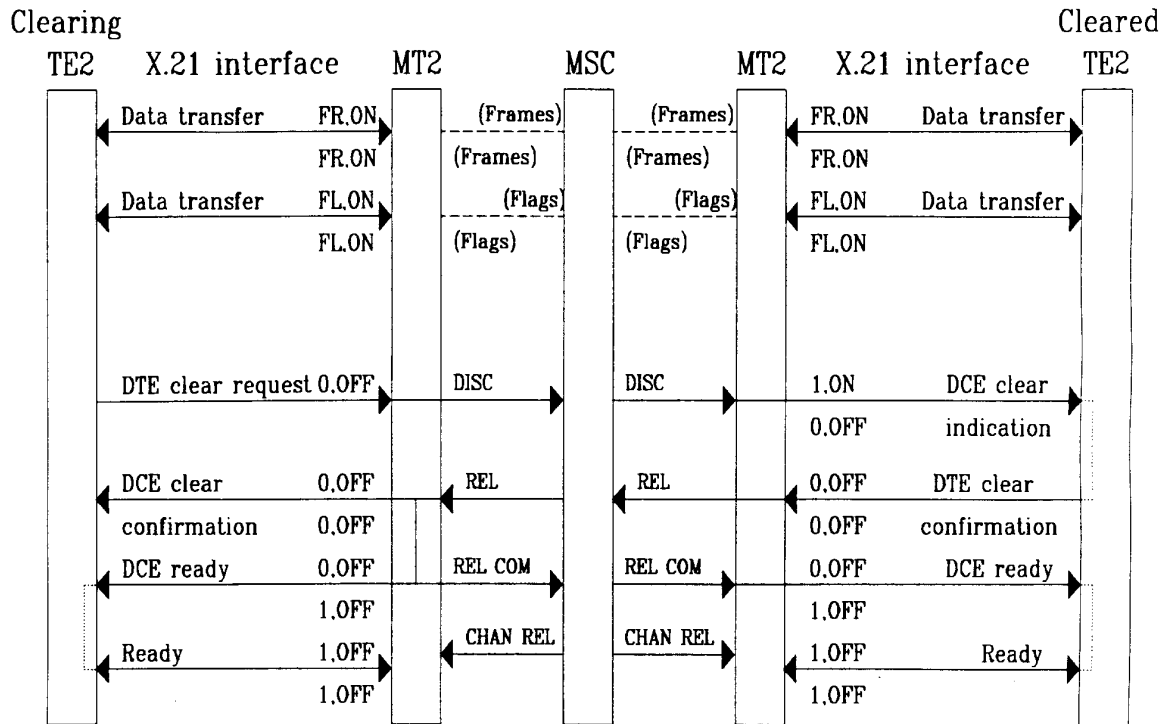 Clearing Cleared
TE2 X.21 interface MT2 MSC MT2 X.21 interface TE2
Data transfer FR,ON (Frames) (Frames) FR,ON Data transfer
FR,ON (Frames) (Frames) FR,ON
Data transfer FL,ON (Flags) (Flags) FL,ON Data transfer
FL,ON (Flags) (Flags) FL,ON
DTE clear request 0,OFF DISC DISC 1,ON DCE clear
0,OFF indication
DCE clear 0,OFF REL REL 0,OFF DTE clear
confirmation 0,OFF 0,OFF confirmation
DCE ready 0,OFF REL COM REL COM 0,OFF DCE ready
1,OFF 1,OFF
Ready 1,OFF CHAN REL CHAN REL 1,OFF Ready
1,OFF 1,OFF